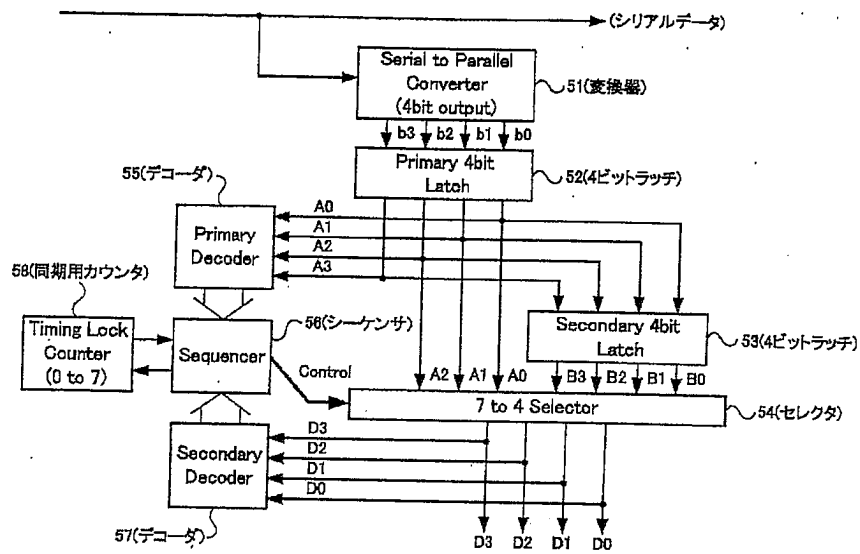 (シリアルデータ)
Serial to Parallel
Converter
(4bit output)
51(変換器)
b3 b2 b1 b0
Primary 4bit
Latch
52(4ビットラッチ)
55(デコーダ)
Primary
Decoder
A0
A1
A2
A3
58(同期用カウンタ)
Timing Lock
Counter
(0 to 7)
Sequencer
56(シーケンサ)
Control
Secondary 4bit
Latch
53(4ビットラッチ)
A2 A1 A0
B3 B2 B1 B0
7 to 4 Selector
54(セレクタ)
Secondary
Decoder
D3
D2
D1
D0
57(デコーダ)
D3 D2 D1 D0